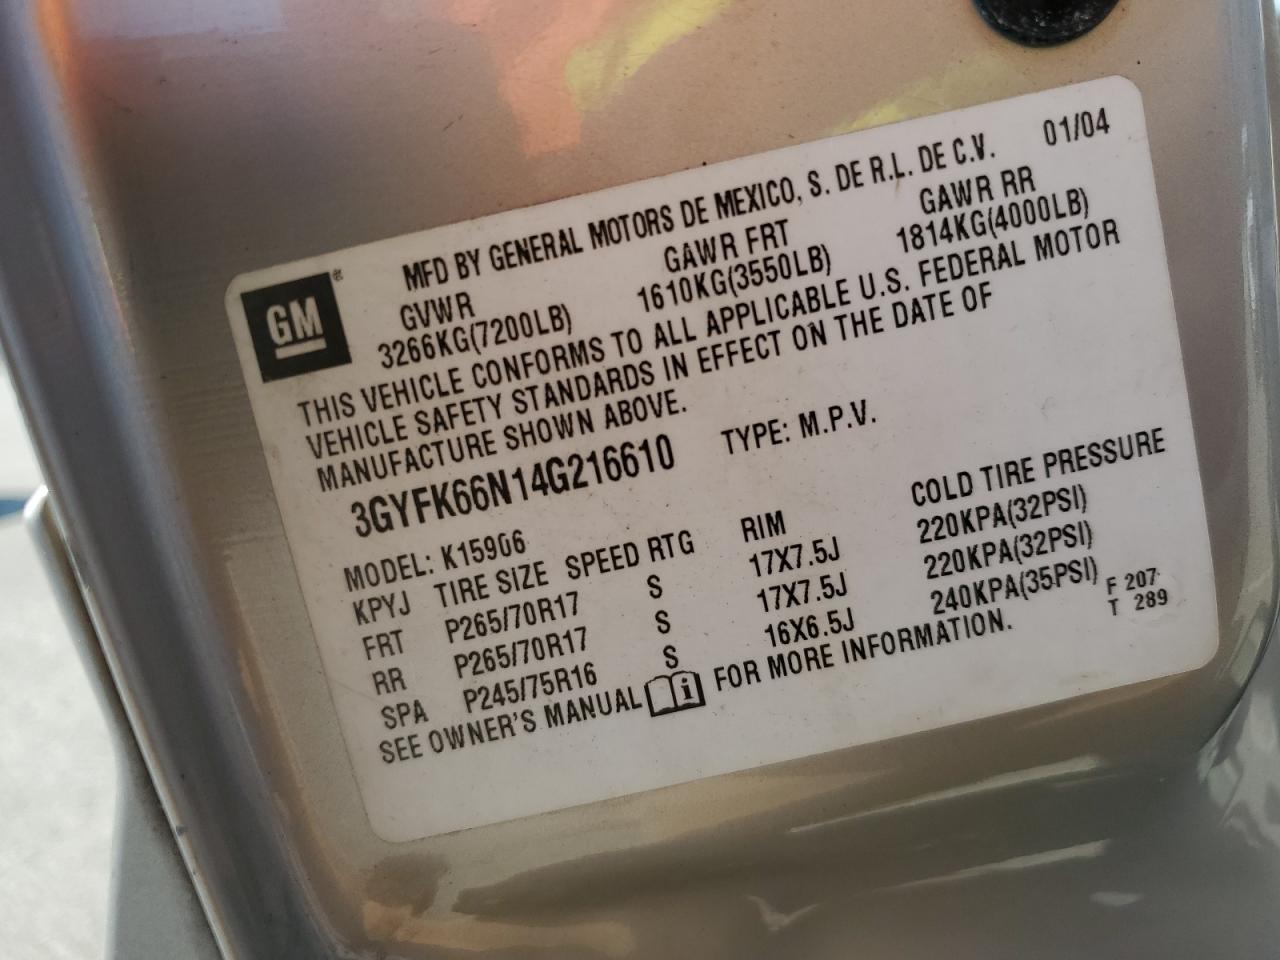 GM ®
MFD BY GENERAL MOTORS DE MEXICO, S. DE R.L. DE C.V. 01/04
GVWR GAWR FRT GAWR RR
3266KG(7200LB) 1610KG(3550LB) 1814KG(4000LB)
THIS VEHICLE CONFORMS TO ALL APPLICABLE U.S. FEDERAL MOTOR
VEHICLE SAFETY STANDARDS IN EFFECT ON THE DATE OF
MANUFACTURE SHOWN ABOVE.
3GYFK66N14G216610 TYPE: M.P.V.
MODEL: K15906
KPYJ TIRE SIZE SPEED RTG RIM COLD TIRE PRESSURE
FRT P265/70R17 S 17X7.5J 220KPA(32PSI)
RR P265/70R17 S 17X7.5J 220KPA(32PSI)
SPA P245/75R16 S 16X6.5J 240KPA(35PSI)
SEE OWNER'S MANUAL i FOR MORE INFORMATION.
F 207
T 289